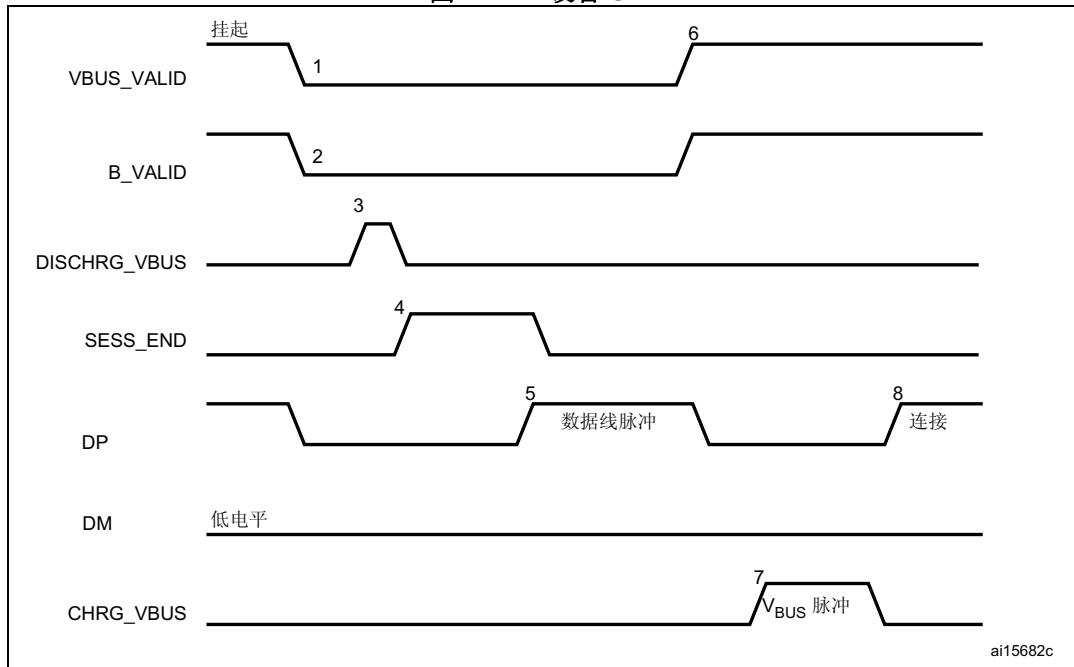 挂起
6
VBUS_VALID
1
B_VALID
2
3
DISCHRG_VBUS
4
SESS_END
5
8
数据线脉冲
连接
DP
低电平
DM
7
VBUS 脉冲
CHRG_VBUS
ai15682c